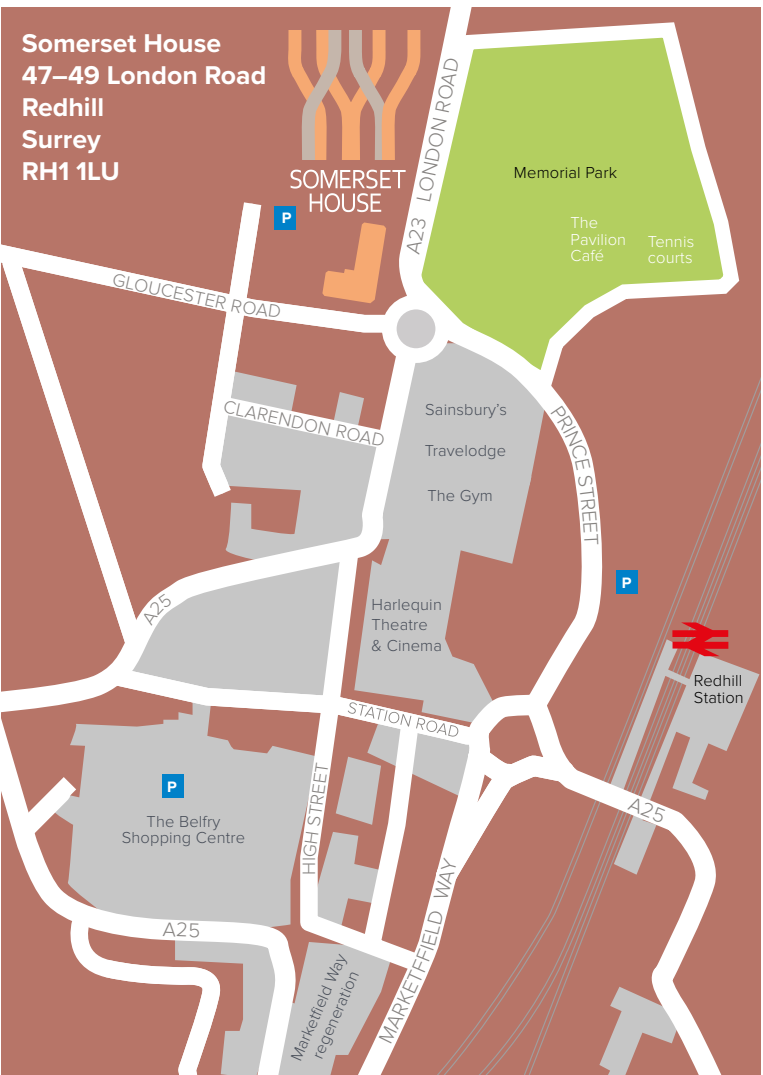 Somerset House
47–49 London Road
Redhill
Surrey
RH1 1LU
SOMERSET
HOUSE
P
A23 LONDON ROAD
Memorial Park
The
Pavilion
Café
Tennis
courts
GLOUCESTER ROAD
CLARENDON ROAD
Sainsbury's
Travelodge
The Gym
PRINCE STREET
P
A25
Harlequin
Theatre
& Cinema
Redhill
Station
STATION ROAD
P
The Belfry
Shopping Centre
HIGH STREET
A25
MARKETFFIELD WAY
A25
Marketfield Way
regeneration